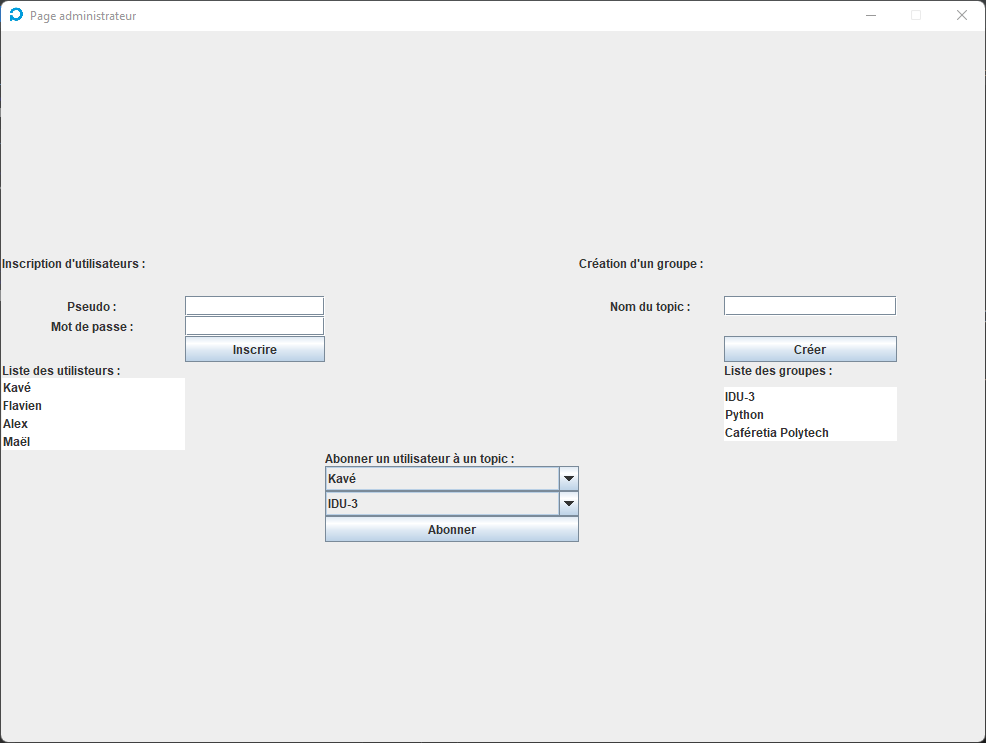 Page administrateur
Inscription d'utilisateurs :
Création d'un groupe :
Pseudo :
Nom du topic :
Mot de passe :
Inscrire
Créer
Liste des utilisteurs :
Liste des groupes :
Kavé
Flavien
Alex
Maël
IDU-3
Python
Caféretia Polytech
Abonner un utilisateur à un topic :
Kavé
IDU-3
Abonner